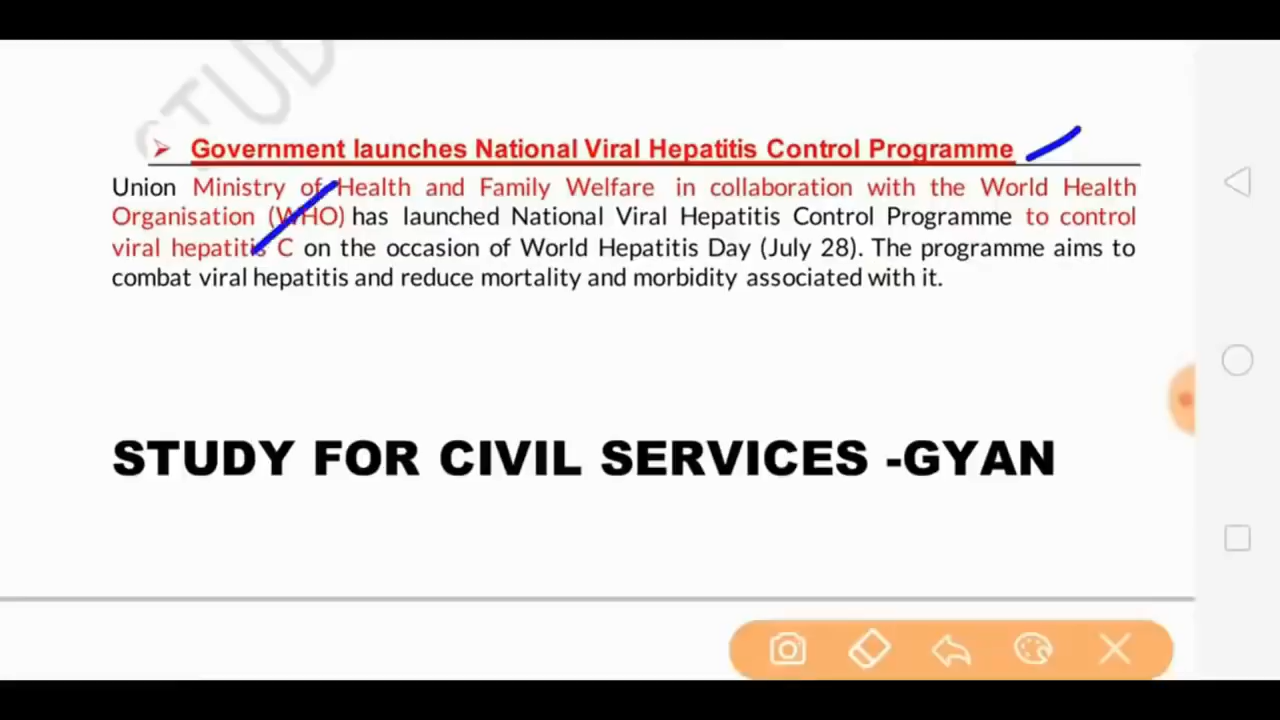 STUD
➢ Government launches National Viral Hepatitis Control Programme
Union Ministry of Health and Family Welfare in collaboration with the World Health
Organisation (WHO) has launched National Viral Hepatitis Control Programme to control
viral hepatitis C on the occasion of World Hepatitis Day (July 28). The programme aims to
combat viral hepatitis and reduce mortality and morbidity associated with it.
STUDY FOR CIVIL SERVICES -GYAN